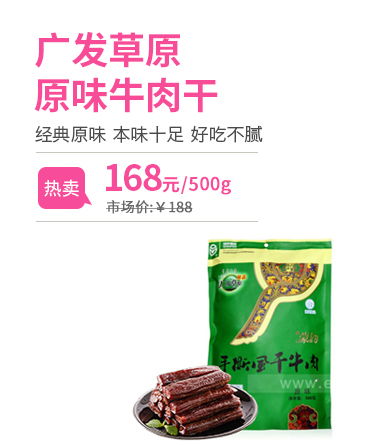 广发草原
原味牛肉干
经典原味 本味十足 好吃不腻
热卖
168元/500g
市场价:￥188
手撕风干牛肉
www.e